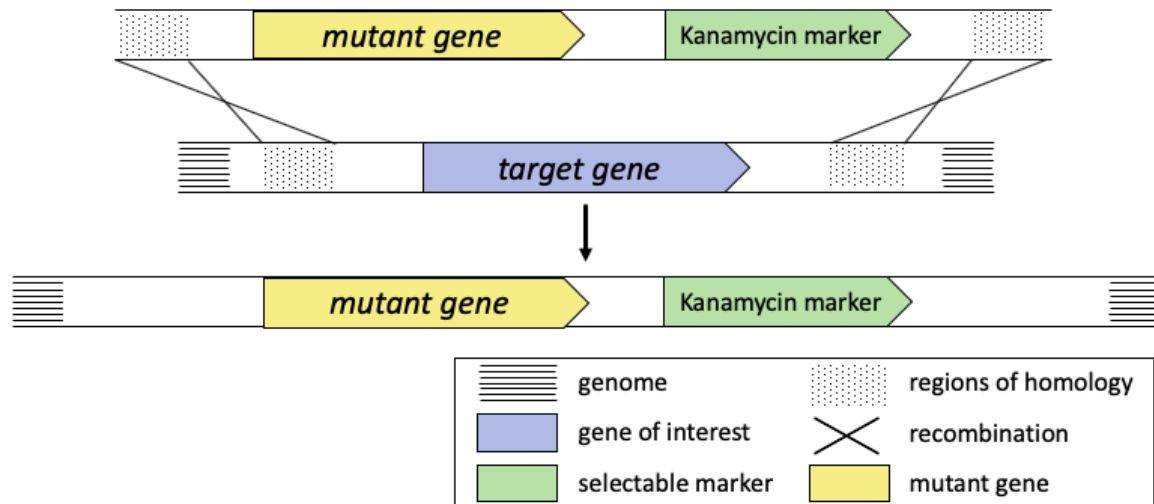 mutant gene
Kanamycin marker
target gene
mutant gene
Kanamycin marker
genome
regions of homology
gene of interest
recombination
selectable marker
mutant gene